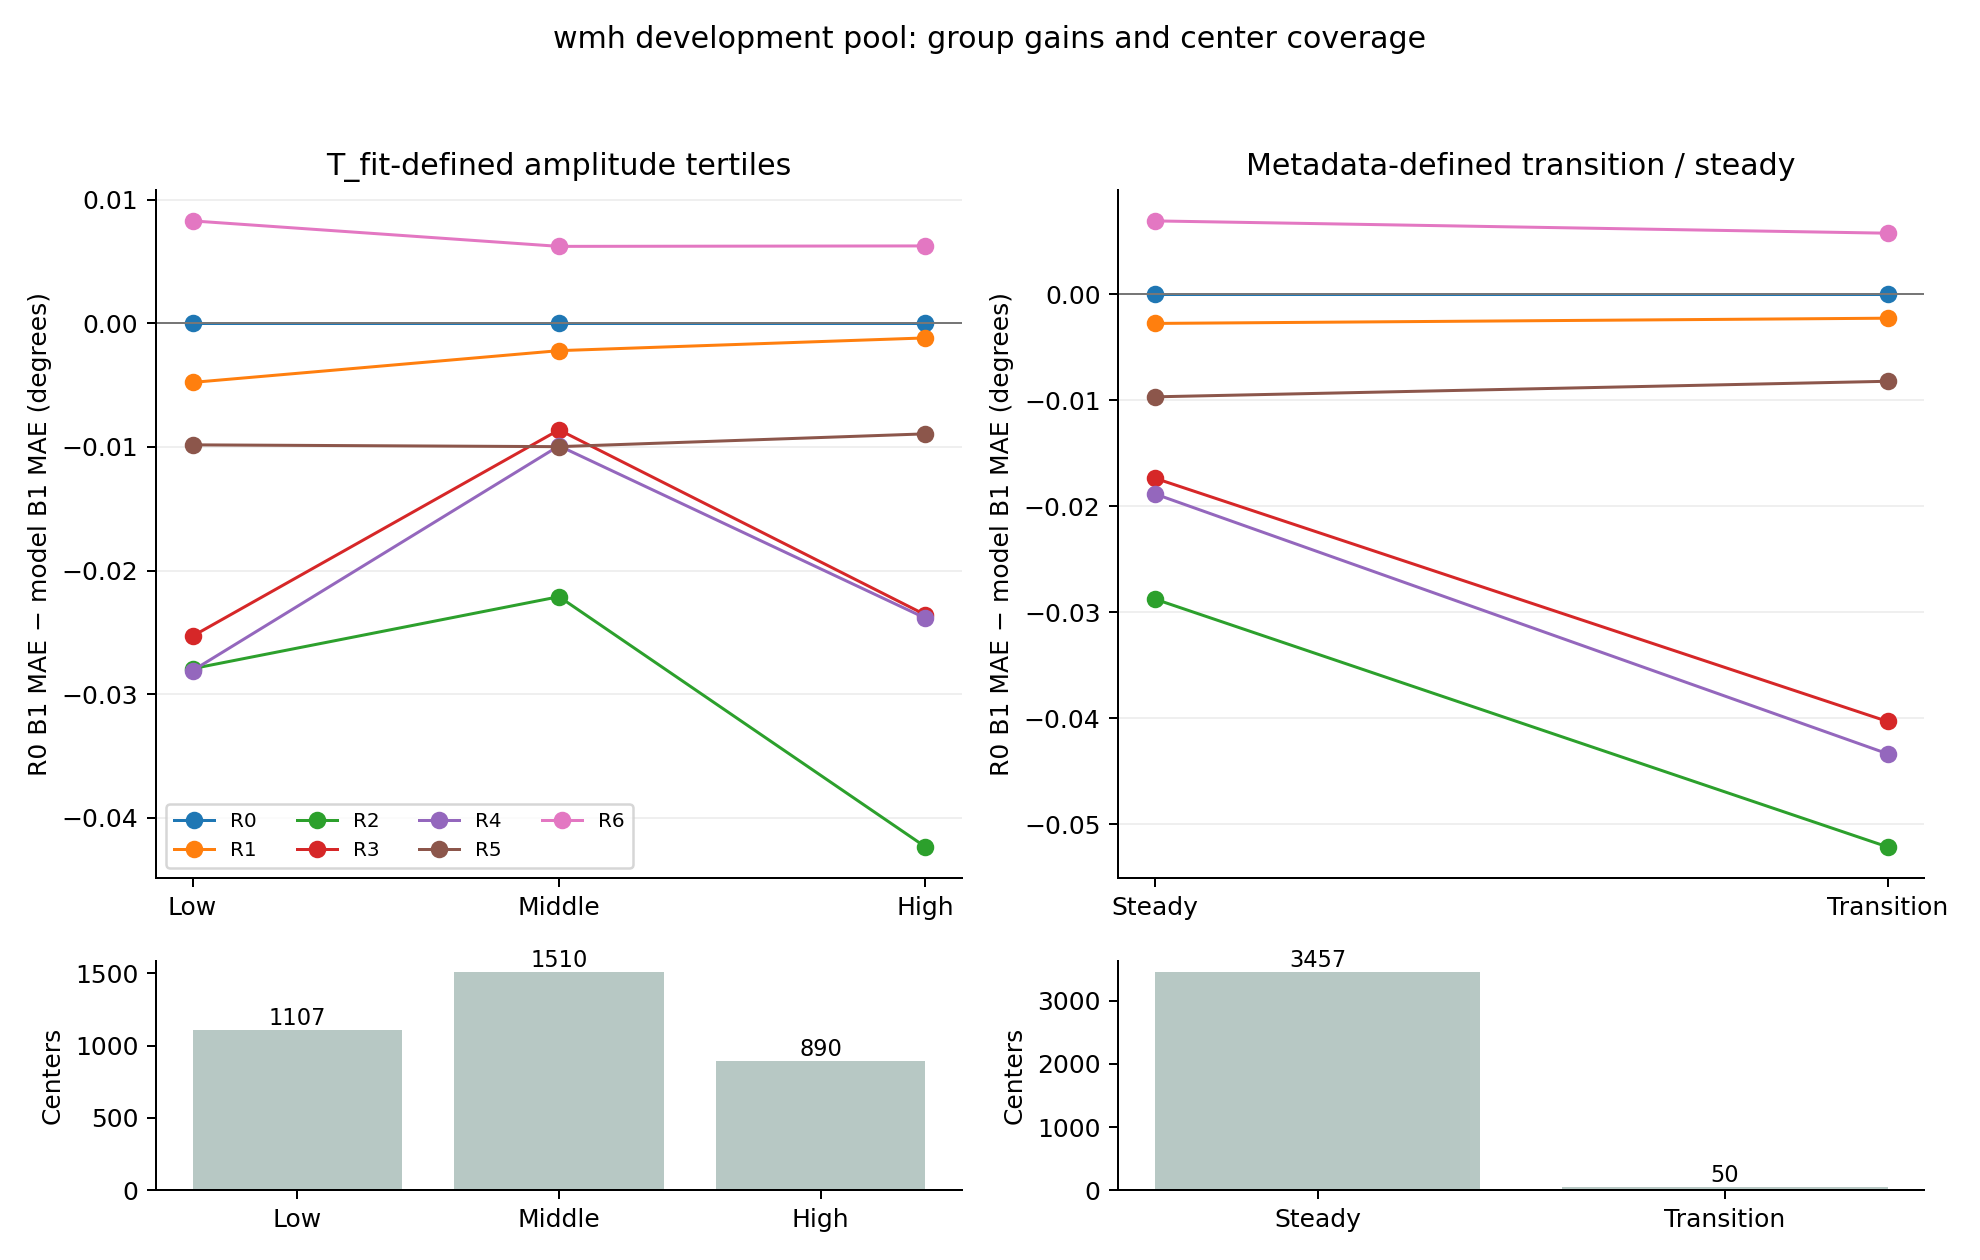 wmh development pool: group gains and center coverage
T_fit-defined amplitude tertiles
R0 B1 MAE − model B1 MAE (degrees)
0.01
0.00
−0.01
−0.02
−0.03
−0.04
R0 R2 R4 R6
R1 R3 R5
Low Middle High
Metadata-defined transition / steady
R0 B1 MAE − model B1 MAE (degrees)
0.00
−0.01
−0.02
−0.03
−0.04
−0.05
Steady Transition
Centers
1500
1000
500
0
1107 1510 890
Low Middle High
Centers
3000
2000
1000
0
3457 50
Steady Transition